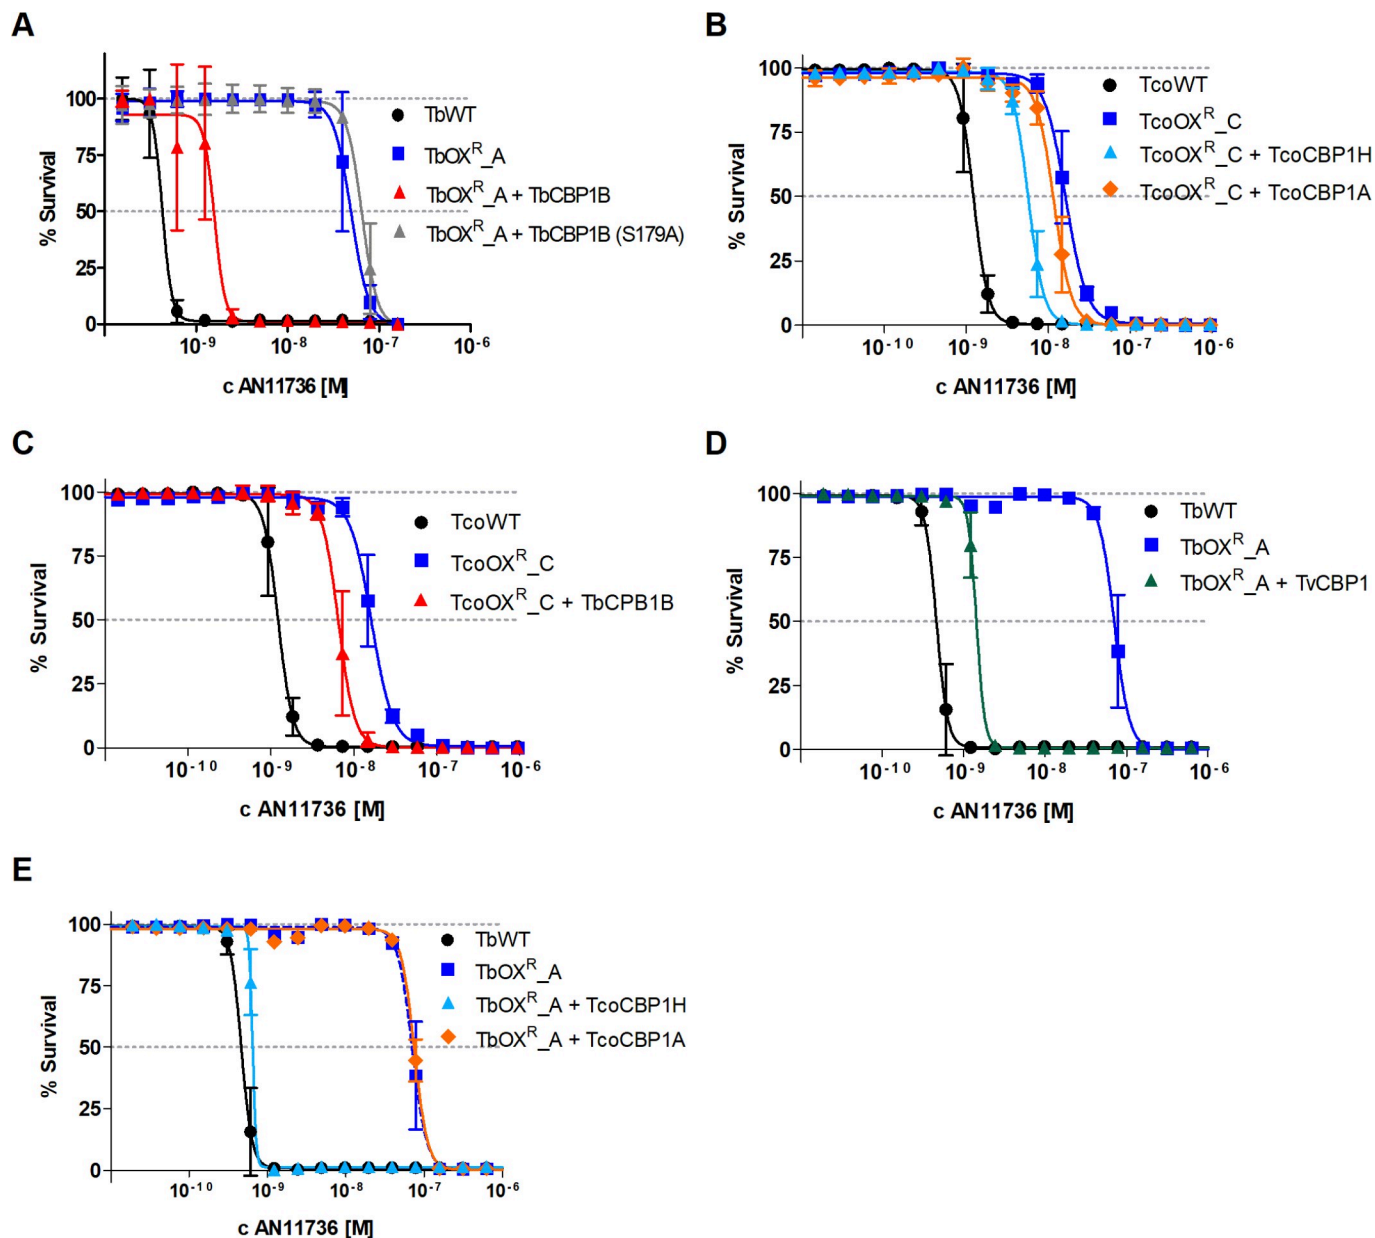 A
% Survival
100
75
50
25
0
10-9
10-8
10-7
10-6
c AN11736 [M]
TbWT
TbOXR_A
TbOXR_A + TbCBP1B
TbOXR_A + TbCBP1B (S179A)
B
% Survival
100
75
50
25
0
10-10
10-9
10-8
10-7
10-6
c AN11736 [M]
TcoWT
TcoOXR_C
TcoOXR_C + TcoCBP1H
TcoOXR_C + TcoCBP1A
C
% Survival
100
75
50
25
0
10-10
10-9
10-8
10-7
10-6
c AN11736 [M]
TcoWT
TcoOXR_C
TcoOXR_C + TbCPB1B
D
% Survival
100
75
50
25
0
10-10
10-9
10-8
10-7
10-6
c AN11736 [M]
TbWT
TbOXR_A
TbOXR_A + TvCBP1
E
% Survival
100
75
50
25
0
10-10
10-9
10-8
10-7
10-6
c AN11736 [M]
TbWT
TbOXR_A
TbOXR_A + TcoCBP1H
TbOXR_A + TcoCBP1A